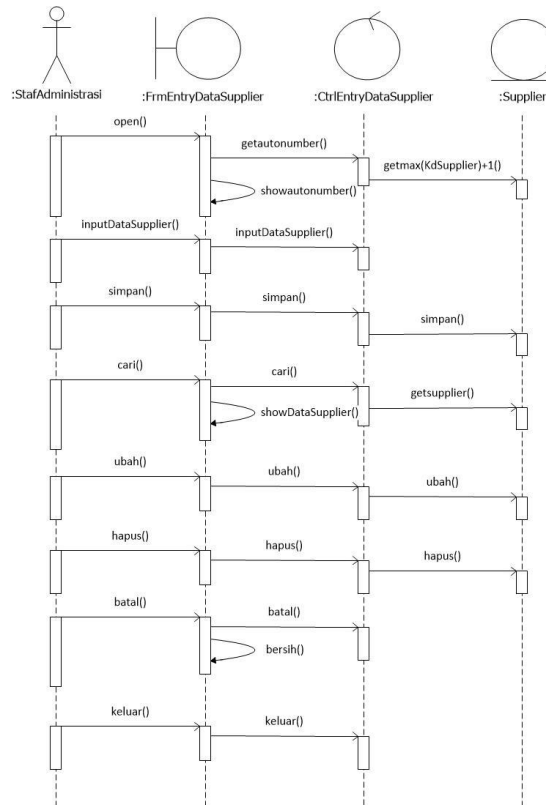 :StafAdministrasi
:FrmEntryDataSupplier
:CtrlEntryDataSupplier
:Supplier
open()
getautonumber()
getmax(KdSupplier)+1()
showautonumber()
inputDataSupplier()
inputDataSupplier()
simpan()
simpan()
simpan()
cari()
cari()
getsupplier()
showDataSupplier()
ubah()
ubah()
ubah()
hapus()
hapus()
hapus()
batal()
batal()
bersih()
keluar()
keluar()